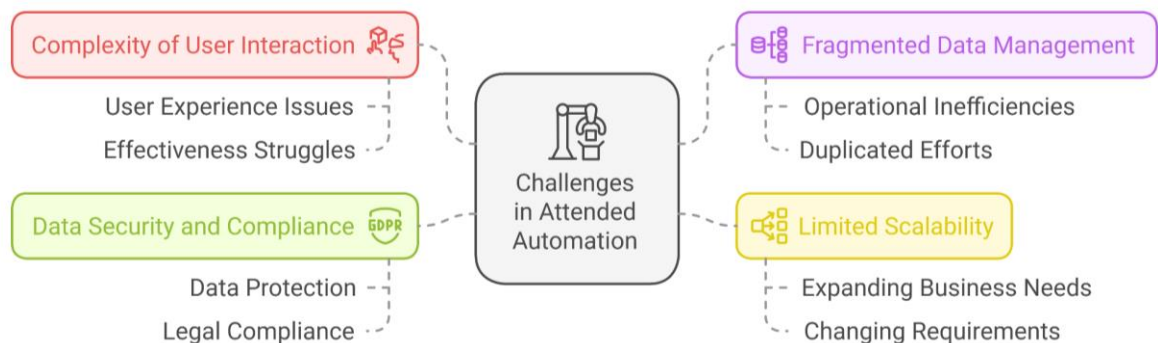 Complexity of User Interaction
User Experience Issues
Effectiveness Struggles
Data Security and Compliance
GDPR
Data Protection
Legal Compliance
Challenges
in Attended
Automation
Fragmented Data Management
Operational Inefficiencies
Duplicated Efforts
Limited Scalability
Expanding Business Needs
Changing Requirements